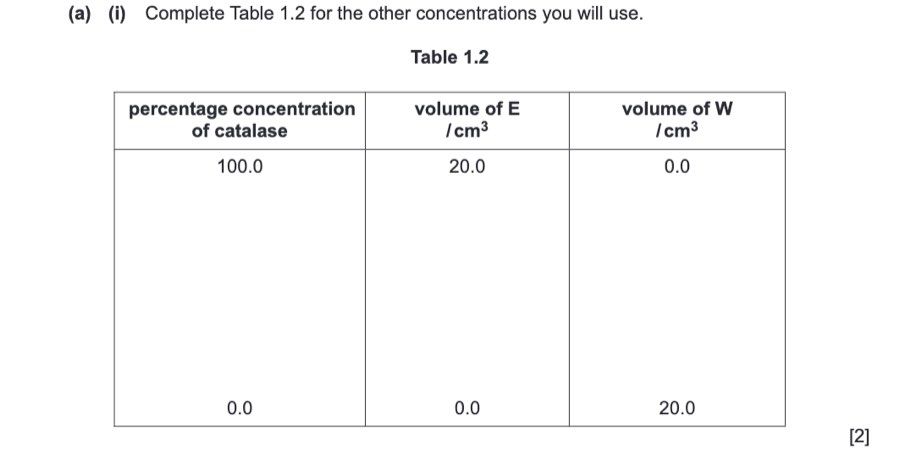 (a) (i) Complete Table 1.2 for the other concentrations you will use.
Table 1.2
percentage concentration of catalase
volume of E /cm³
volume of W /cm³
100.0 20.0 0.0
0.0 0.0 20.0
[2]